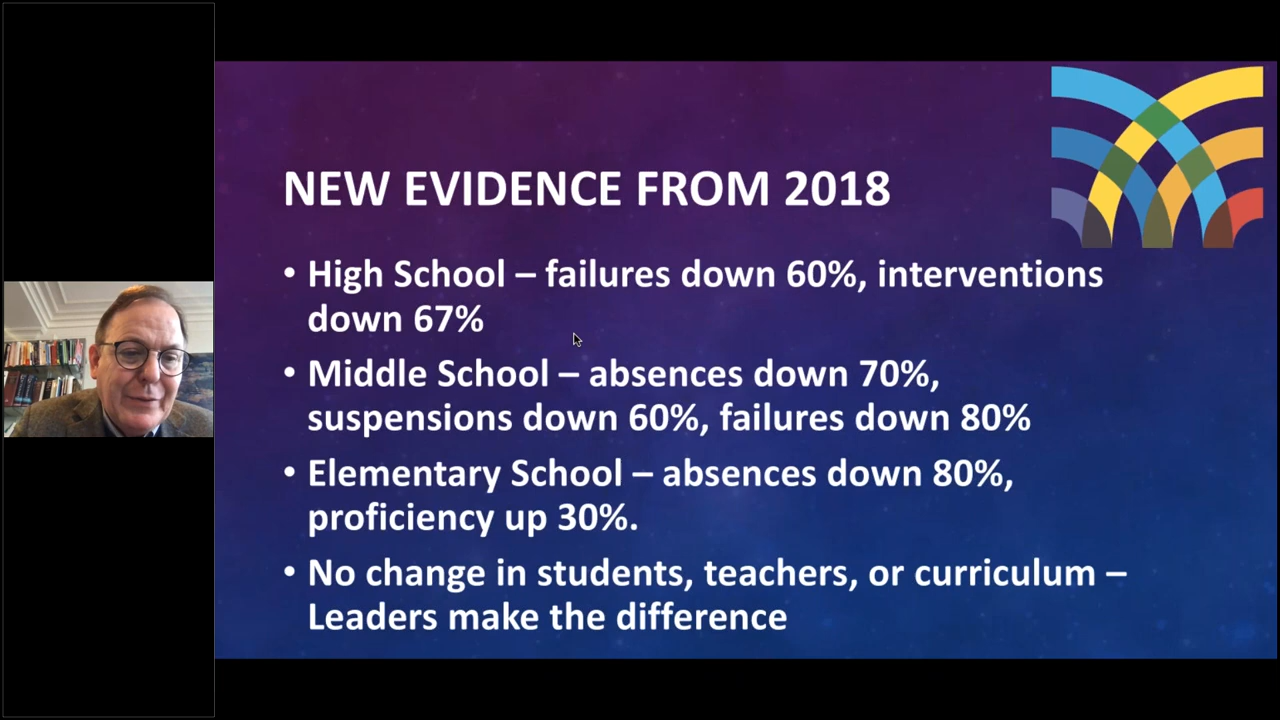 NEW EVIDENCE FROM 2018
• High School – failures down 60%, interventions
down 67%
• Middle School – absences down 70%,
suspensions down 60%, failures down 80%
• Elementary School – absences down 80%,
proficiency up 30%.
• No change in students, teachers, or curriculum –
Leaders make the difference